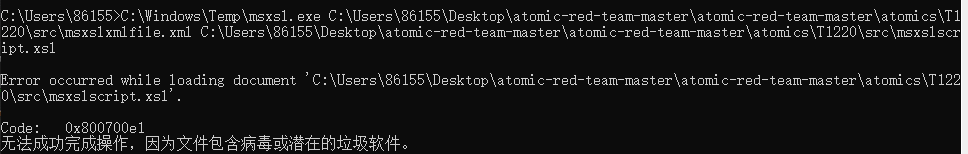 C:\Users\86155>C:\Windows\Temp\msxsl.exe C:\Users\86155\Desktop\atomic-red-team-master\atomic-red-team-master\atomics\T1
220\src\msxslxmlfile.xml C:\Users\86155\Desktop\atomic-red-team-master\atomic-red-team-master\atomics\T1220\src\msxslscr
ipt.xsl
Error occurred while loading document 'C:\Users\86155\Desktop\atomic-red-team-master\atomic-red-team-master\atomics\T122
0\src\msxslscript.xsl'.
Code:   0x800700e1
无法成功完成操作，因为文件包含病毒或潜在的垃圾软件。